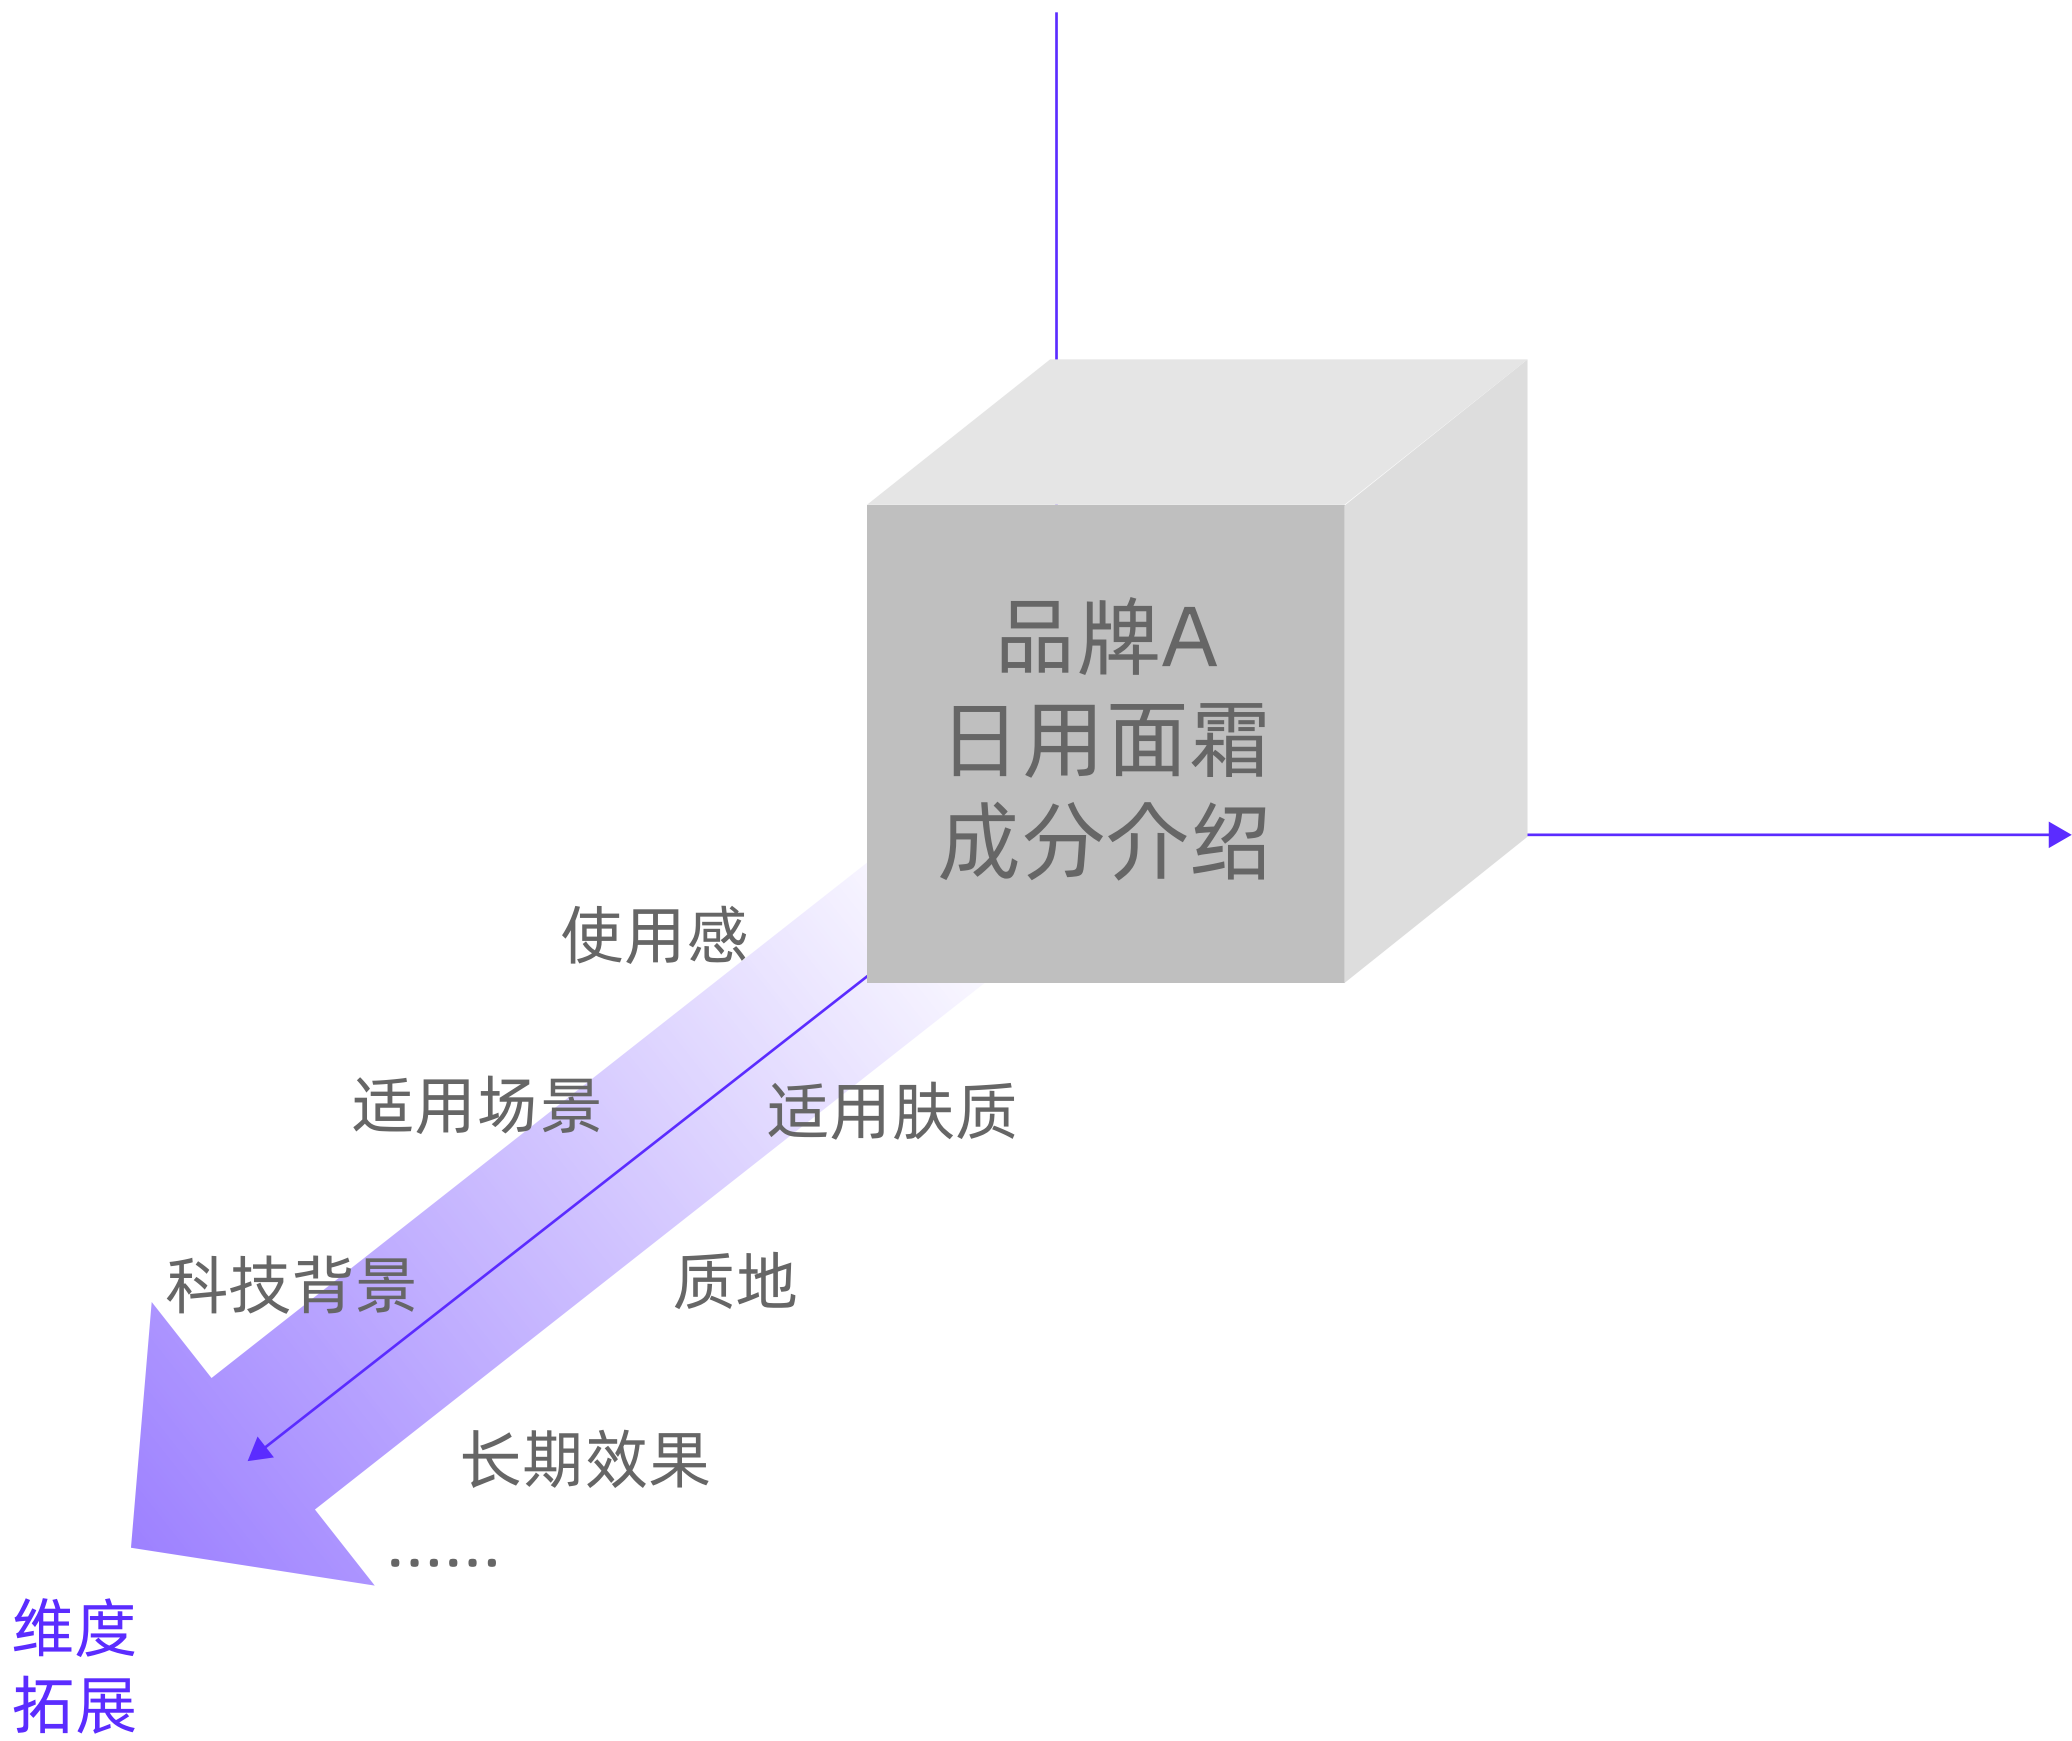 品牌A
日用面霜
成分介绍
使用感
适用场景
适用肤质
科技背景
质地
长期效果
……
维度
拓展